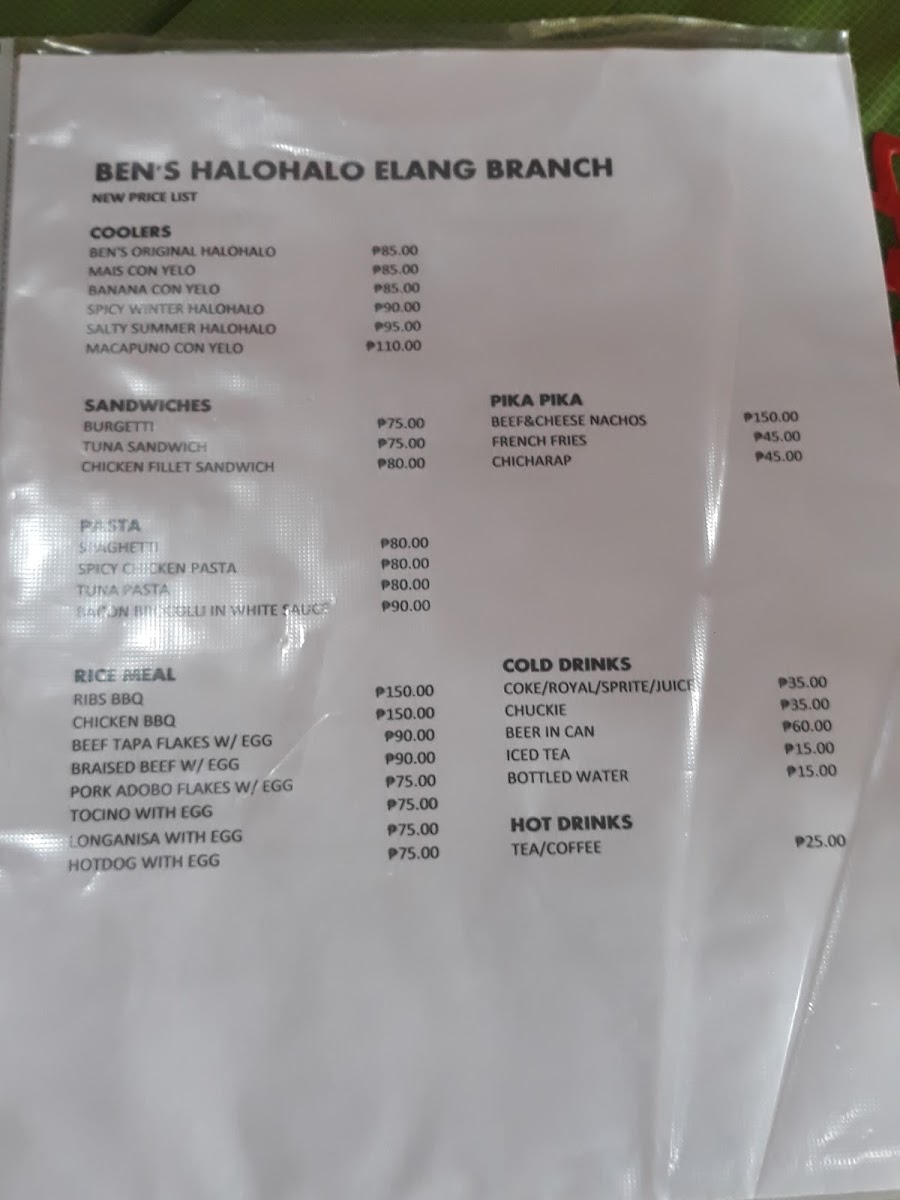 BEN'S HALOHALO ELANG BRANCH
NEW PRICE LIST
COOLERS
BEN'S ORIGINAL HALOHALO ₱85.00
MAIS CON YELO ₱85.00
BANANA CON YELO ₱85.00
SPICY WINTER HALOHALO ₱90.00
SALTY SUMMER HALOHALO ₱95.00
MACAPUNO CON YELO ₱110.00
SANDWICHES
BURGETTI ₱75.00
TUNA SANDWICH ₱75.00
CHICKEN FILLET SANDWICH ₱80.00
PIKA PIKA
BEEF&CHEESE NACHOS ₱150.00
FRENCH FRIES ₱45.00
CHICHARAP ₱45.00
PASTA
SPAGHETTI ₱80.00
SPICY CHICKEN PASTA ₱80.00
TUNA PASTA ₱80.00
BACON BROCOLLI IN WHITE SAUCE ₱90.00
RICE MEAL
RIBS BBQ ₱150.00
CHICKEN BBQ ₱150.00
BEEF TAPA FLAKES W/ EGG ₱90.00
BRAISED BEEF W/ EGG ₱90.00
PORK ADOBO FLAKES W/ EGG ₱75.00
TOCINO WITH EGG ₱75.00
LONGANISA WITH EGG ₱75.00
HOTDOG WITH EGG ₱75.00
COLD DRINKS
COKE/ROYAL/SPRITE/JUICE ₱35.00
CHUCKIE ₱35.00
BEER IN CAN ₱60.00
ICED TEA ₱15.00
BOTTLED WATER ₱15.00
HOT DRINKS
TEA/COFFEE ₱25.00